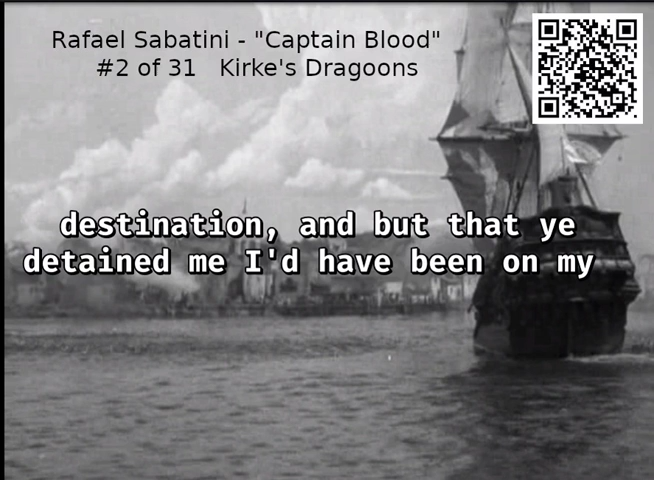 Rafael Sabatini - "Captain Blood"
#2 of 31   Kirke's Dragoons
destination, and but that ye
detained me I'd have been on my